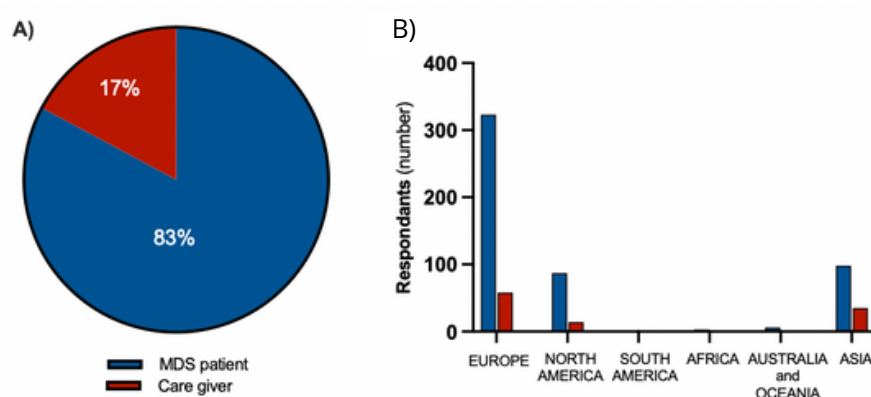 A)
17%
83%
MDS patient
Care giver
B)
Respondants (number)
400
300
200
100
0
EUROPE
NORTH
AMERICA
SOUTH
AMERICA
AFRICA
AUSTRALIA
and
OCEANIA
ASIA